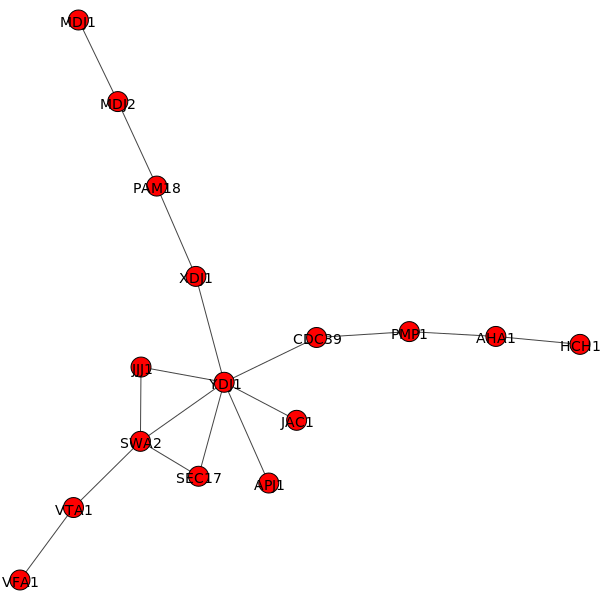 MDJ1
MDJ2
PAM18
XDJ1
CDC39
PMP1
AHA1
HCH1
JJJ1
YDJ1
JAC1
SWA2
SEC17
APJ1
VTA1
VFA1